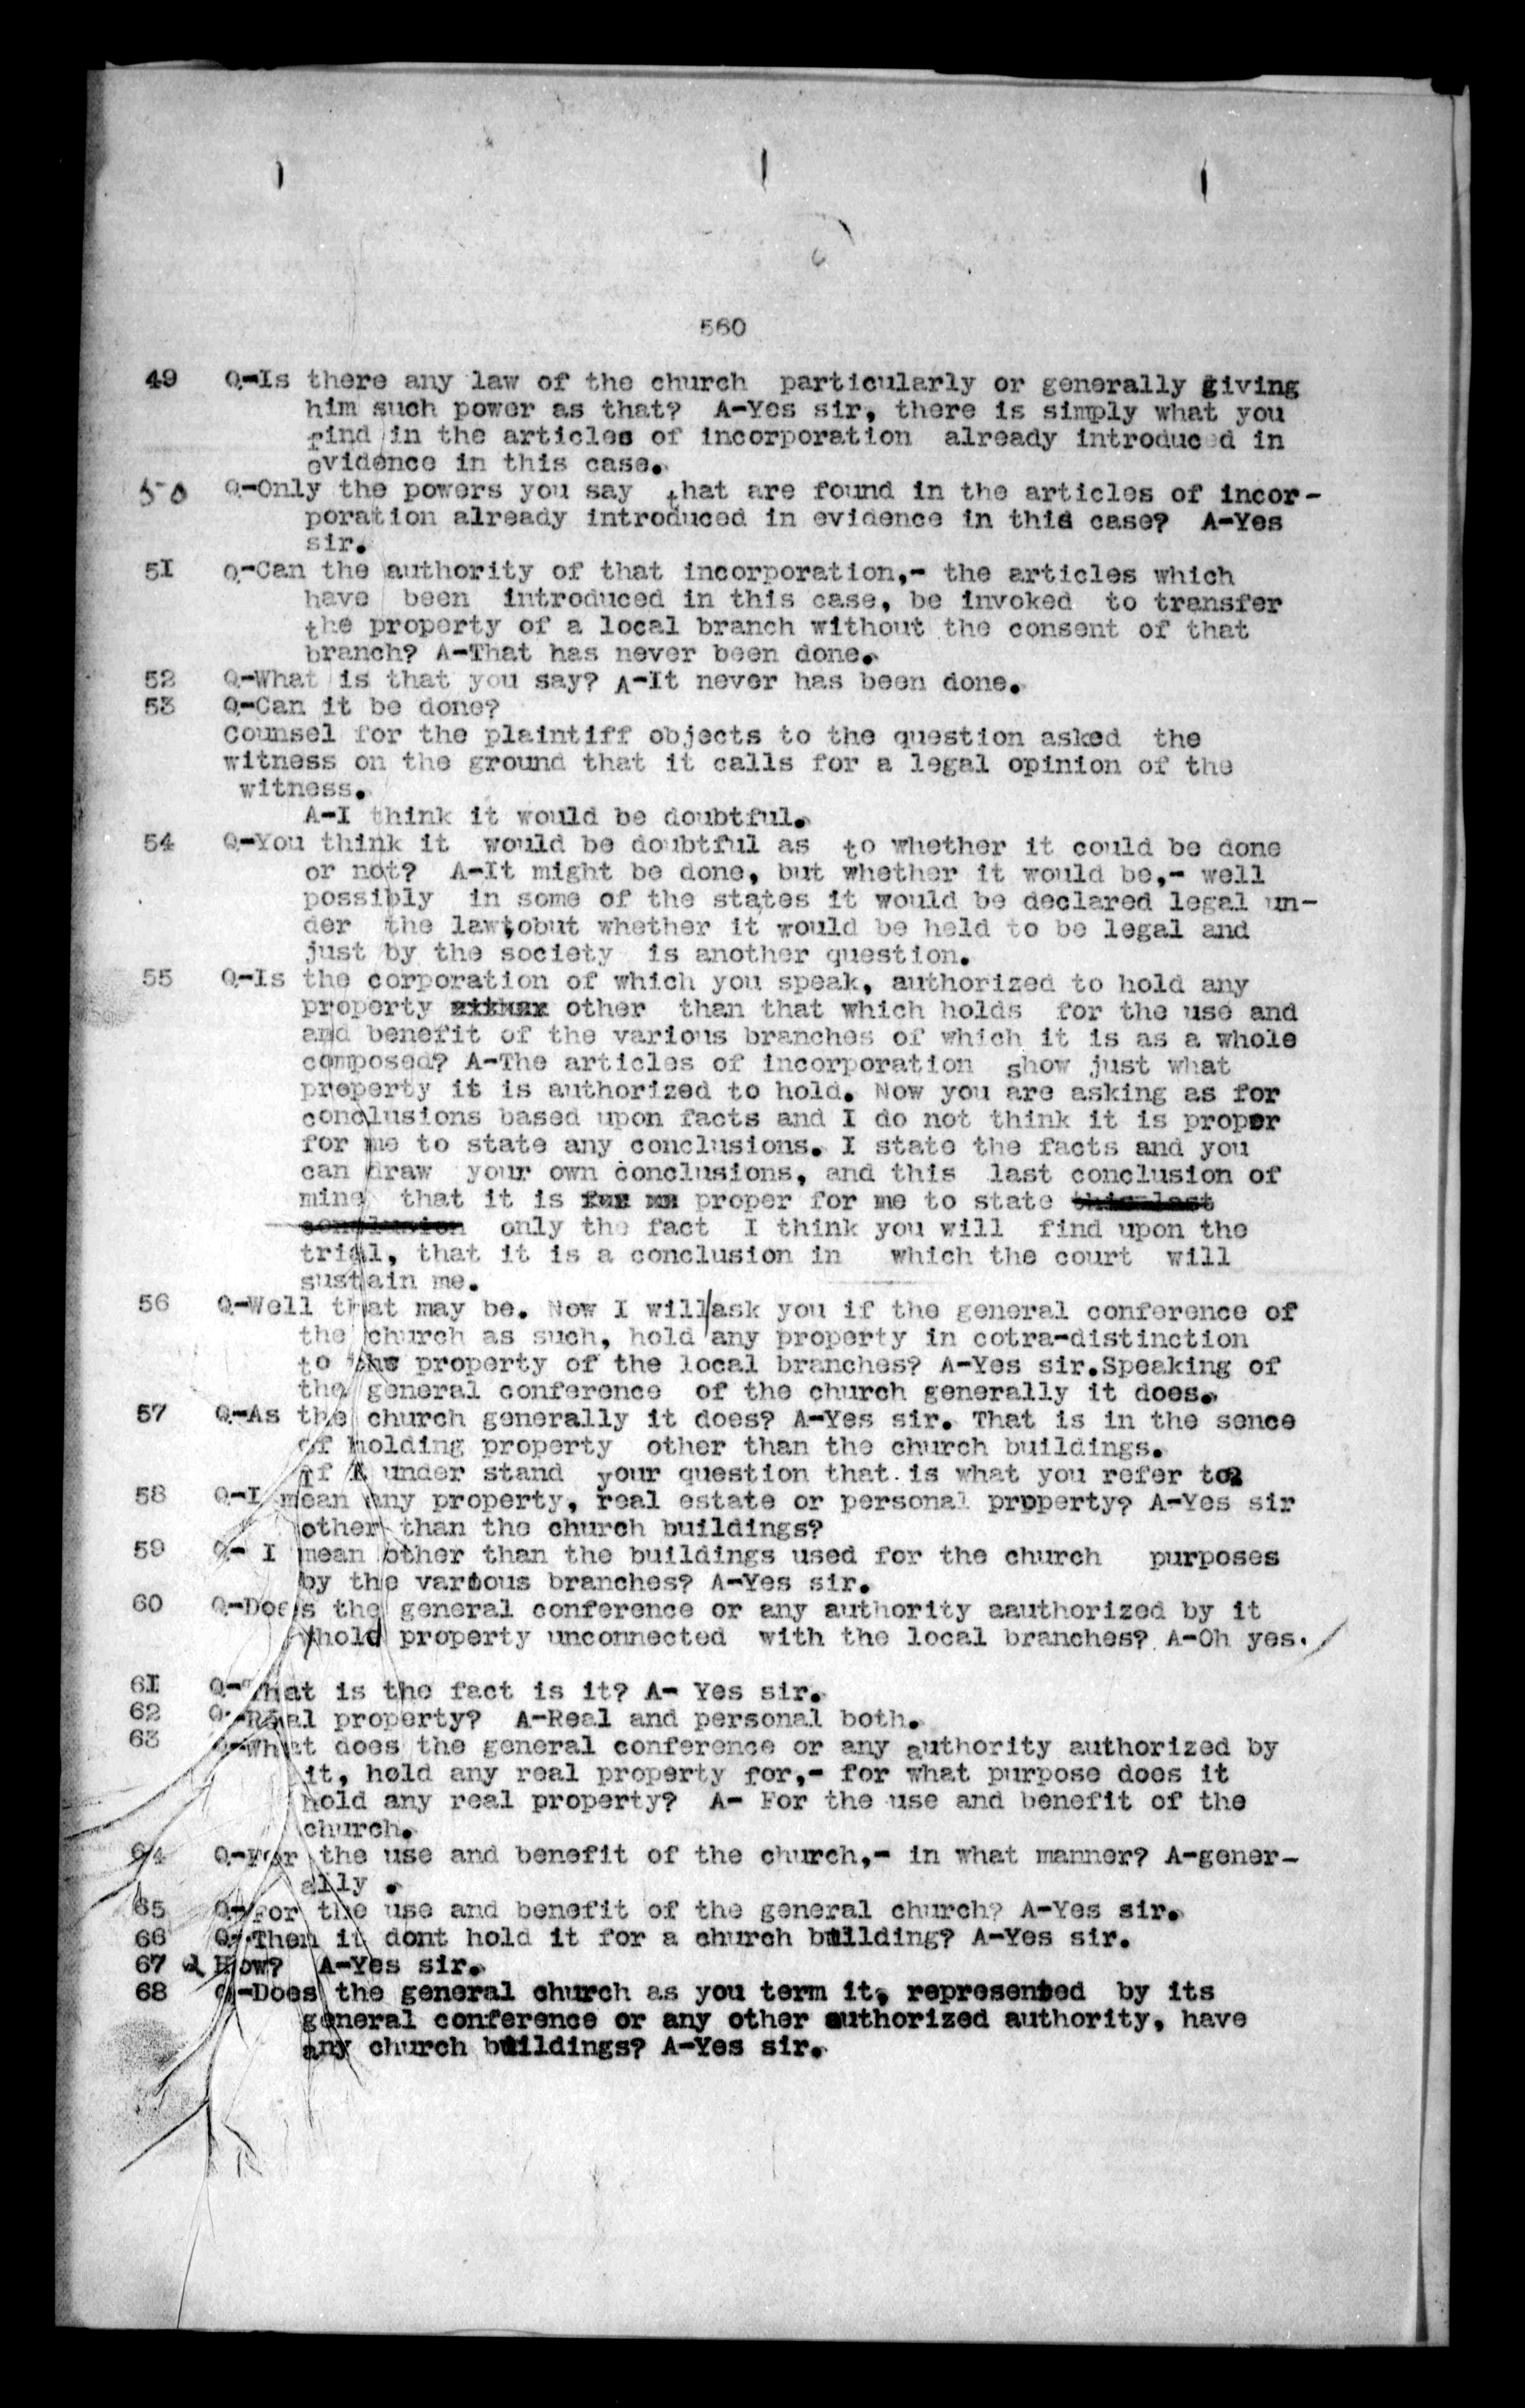 560
49 Q-Is there any law of the church particularly or generally giving
him such power as that? A-Yes sir, there is simply what you
find in the articles of incorporation already introduced in
evidence in this case.
50 Q-Only the powers you say that are found in the articles of incor-
poration already introduced in evidence in this case? A-Yes
sir.
51 Q-Can the authority of that incorporation,- the articles which
have been introduced in this case, be invoked to transfer
the property of a local branch without the consent of that
branch? A-That has never been done.
52 Q-What is that you say? A-It never has been done.
53 Q-Can it be done?
Counsel for the plaintiff objects to the question asked the
witness on the ground that it calls for a legal opinion of the
witness.
A-I think it would be doubtful.
54 Q-You think it would be doubtful as to whether it could be done
or not? A-It might be done, but whether it would be,- well
possibly in some of the states it would be declared legal un-
der the law,obut whether it would be held to be legal and
just by the society is another question.
55 Q-Is the corporation of which you speak, authorized to hold any
property other than that which holds for the use and
and benefit of the various branches of which it is as a whole
composed? A-The articles of incorporation show just what
property it is authorized to hold. Now you are asking as for
conclusions based upon facts and I do not think it is proper
for me to state any conclusions. I state the facts and you
can draw your own conclusions, and this last conclusion of
mine that it is proper for me to state this last
conclusion only the fact I think you will find upon the
trial, that it is a conclusion in which the court will
sustain me.
56 Q-Well that may be. Now I will ask you if the general conference of
the church as such, hold any property in cotra-distinction
to the property of the local branches? A-Yes sir.Speaking of
the general conference of the church generally it does.
57 Q-As the church generally it does? A-Yes sir. That is in the sence
of holding property other than the church buildings.
If I under stand your question that is what you refer to?
58 Q-I mean any property, real estate or personal prpperty? A-Yes sir
other than the church buildings?
59 Q- I mean other than the buildings used for the church purposes
by the various branches? A-Yes sir.
60 Q-Does the general conference or any authority aauthorized by it
hold property unconnected with the local branches? A-Oh yes.
61 Q-That is the fact is it? A- Yes sir.
62 Q-Real property? A-Real and personal both.
63 Q-What does the general conference or any authority authorized by
it, hold any real property for,- for what purpose does it
hold any real property? A- For the use and benefit of the
church.
64 Q-For the use and benefit of the church,- in what manner? A-gener-
ally .
65 Q-For the use and benefit of the general church? A-Yes sir.
66 Q-Then it dont hold it for a church building? A-Yes sir.
67 Q How? A-Yes sir.
68 Q-Does the general church as you term it, represented by its
general conference or any other authorized authority, have
any church buildings? A-Yes sir.